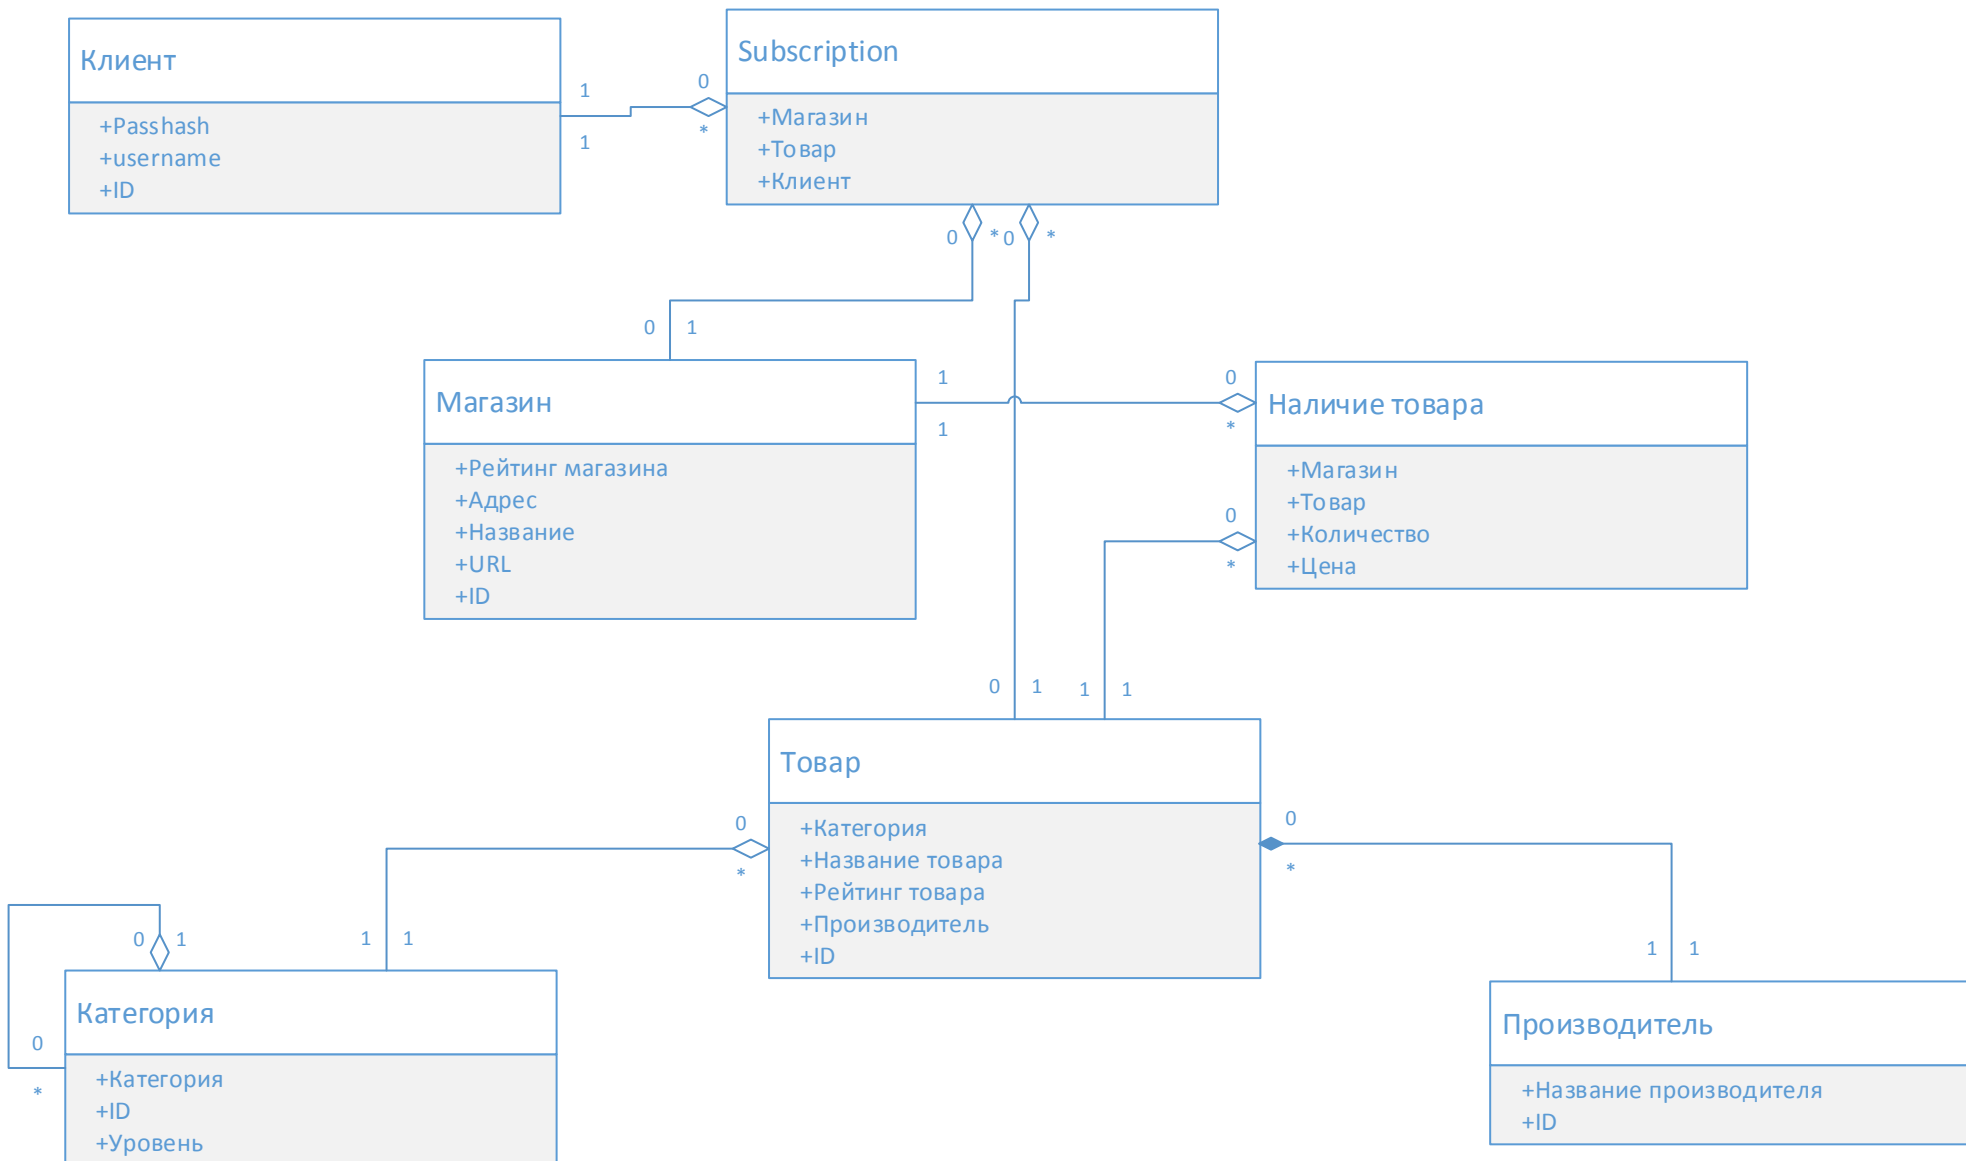 Клиент
+Passhash
+username
+ID
1
1
0
*
Subscription
+Магазин
+Товар
+Клиент
0
*
0
*
0
1
Магазин
+Рейтинг магазина
+Адрес
+Название
+URL
+ID
1
1
0
*
Наличие товара
+Магазин
+Товар
+Количество
+Цена
0
*
0
1
1
1
Товар
+Категория
+Название товара
+Рейтинг товара
+Производитель
+ID
0
*
0
*
0
1
1
1
0
*
Категория
+Категория
+ID
+Уровень
1
1
Производитель
+Название производителя
+ID